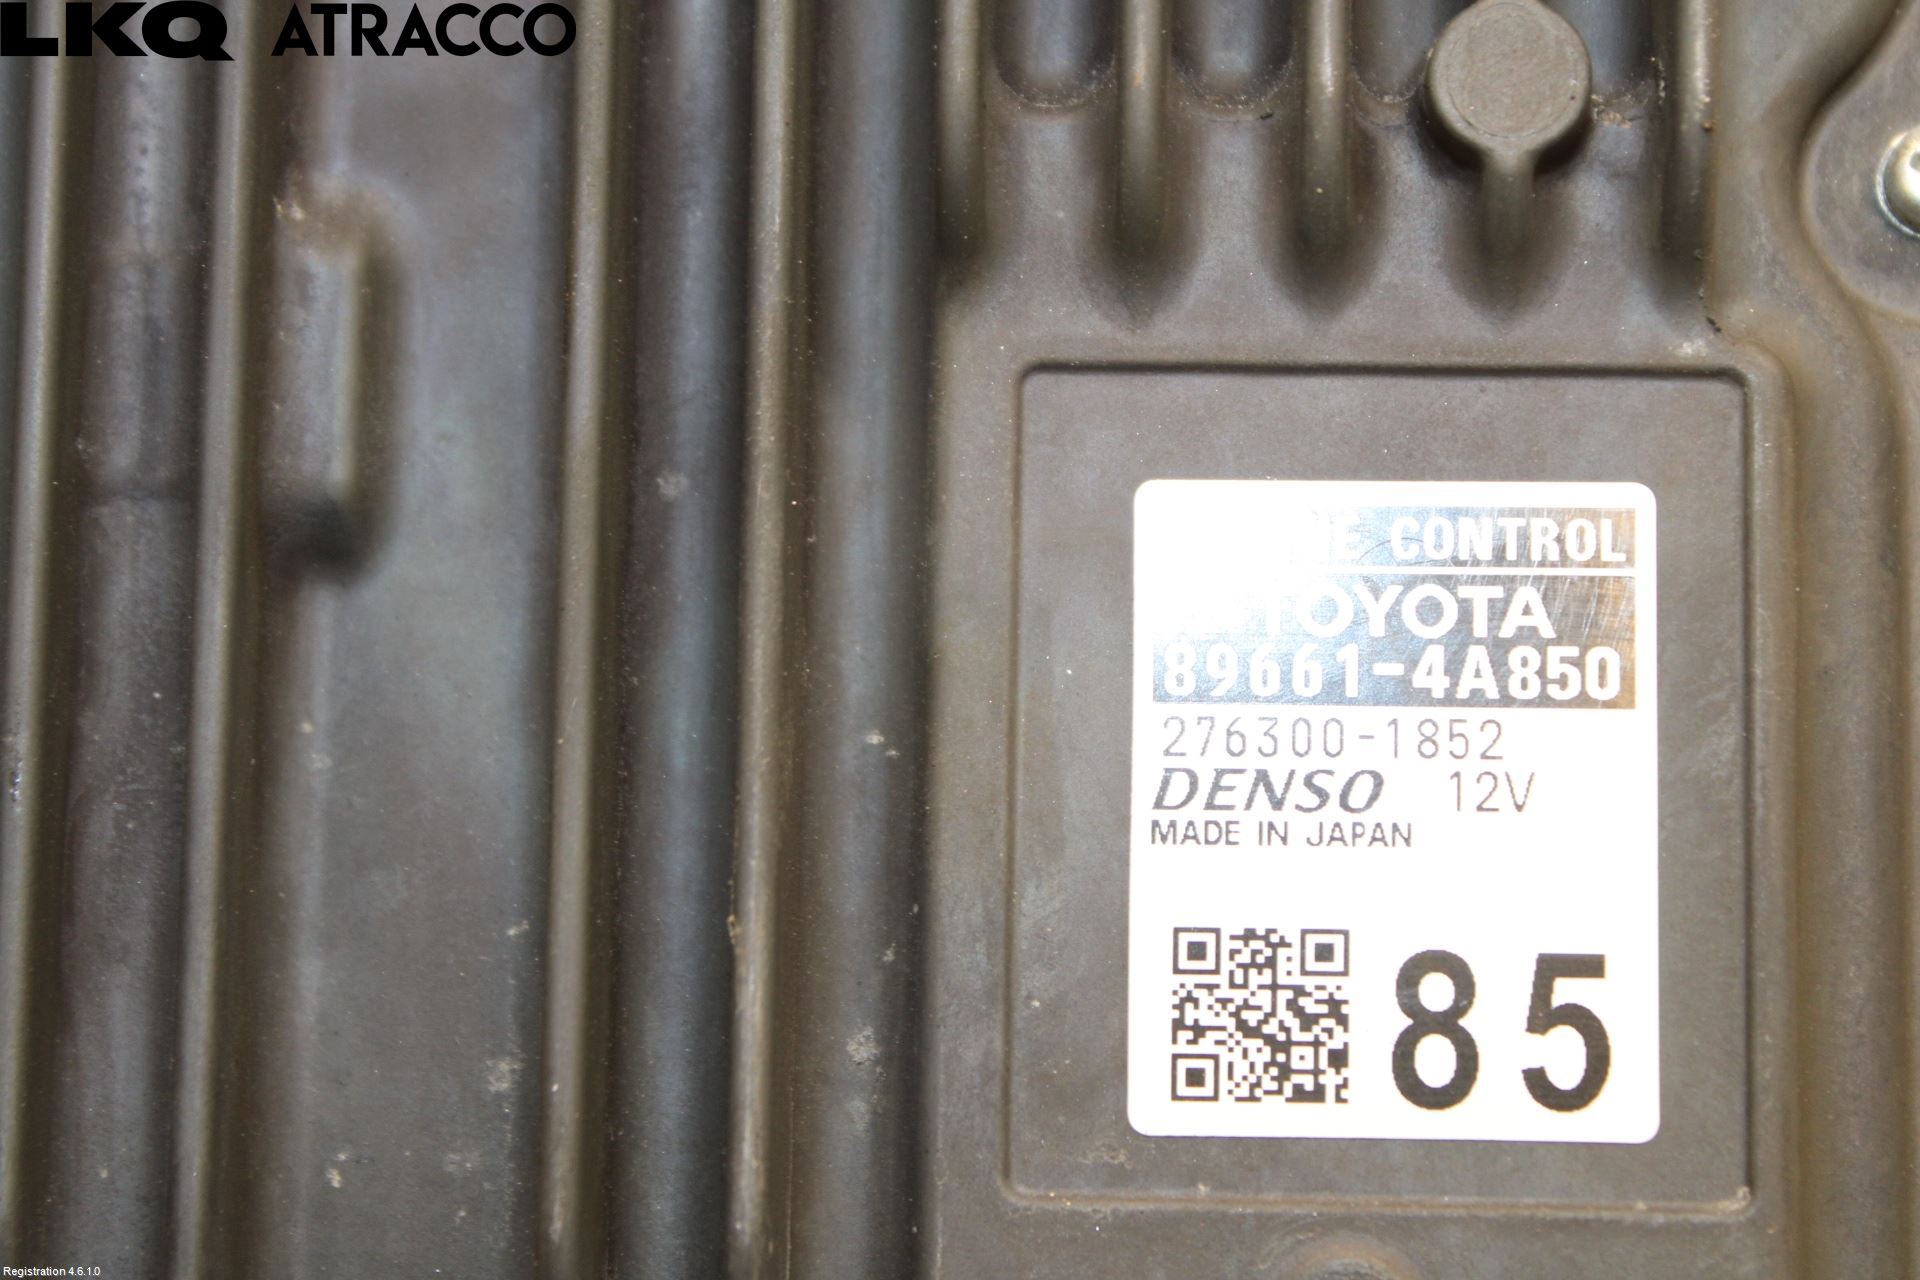 LKQ ATRACCO
CONTROL
TOYOTA
89661-4A850
276300-1852
DENSO 12V
MADE IN JAPAN
85
Registration 4.6.1.0